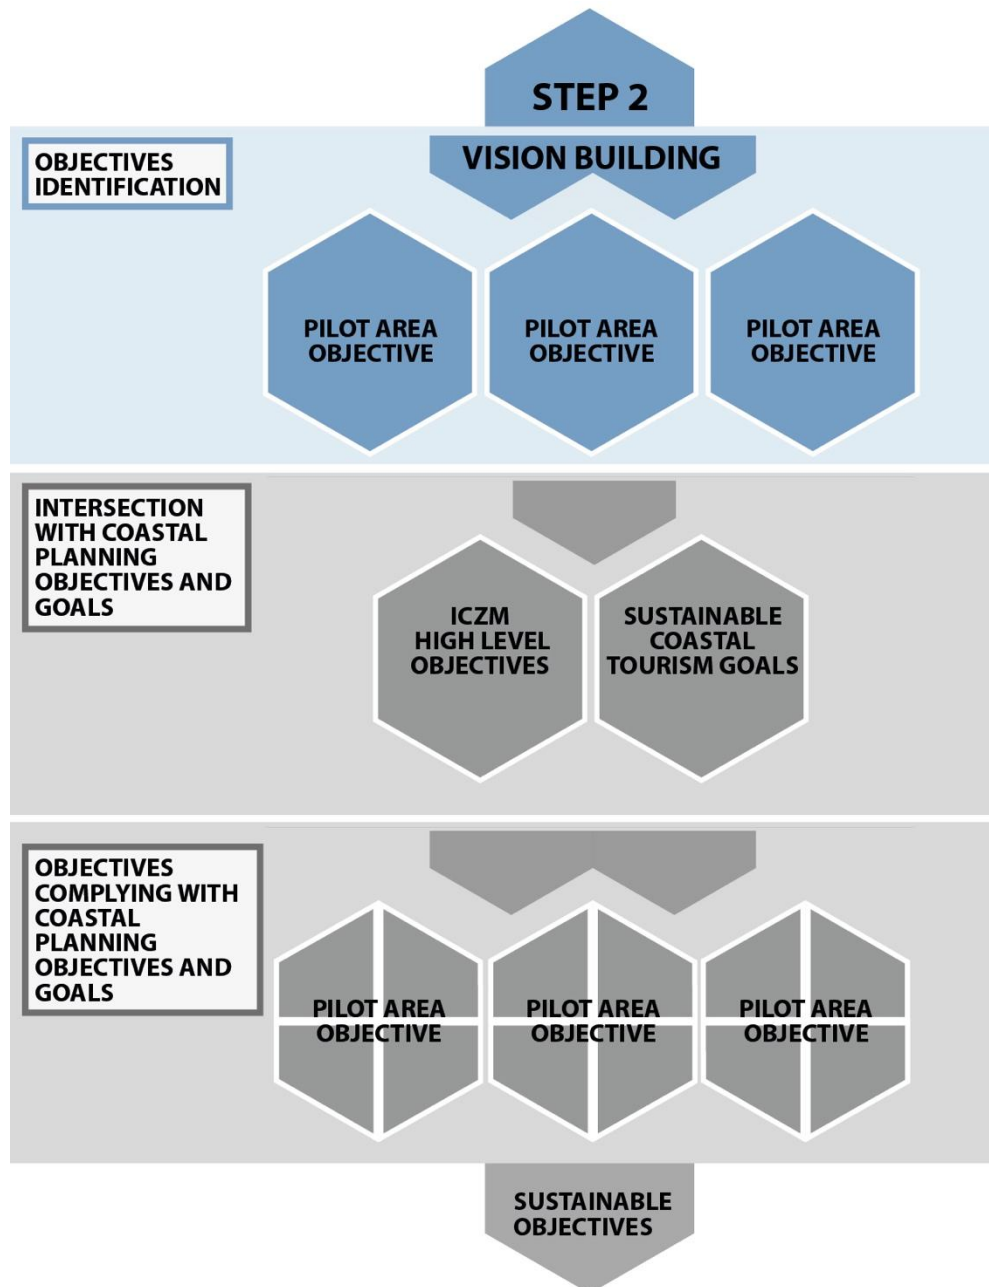 STEP 2
OBJECTIVES
IDENTIFICATION
VISION BUILDING
PILOT AREA
OBJECTIVE
PILOT AREA
OBJECTIVE
PILOT AREA
OBJECTIVE
INTERSECTION
WITH COASTAL
PLANNING
OBJECTIVES AND
GOALS
ICZM
HIGH LEVEL
OBJECTIVES
SUSTAINABLE
COASTAL
TOURISM GOALS
OBJECTIVES
COMPLYING WITH
COASTAL
PLANNING
OBJECTIVES AND
GOALS
PILOT AREA
OBJECTIVE
PILOT AREA
OBJECTIVE
PILOT AREA
OBJECTIVE
SUSTAINABLE
OBJECTIVES